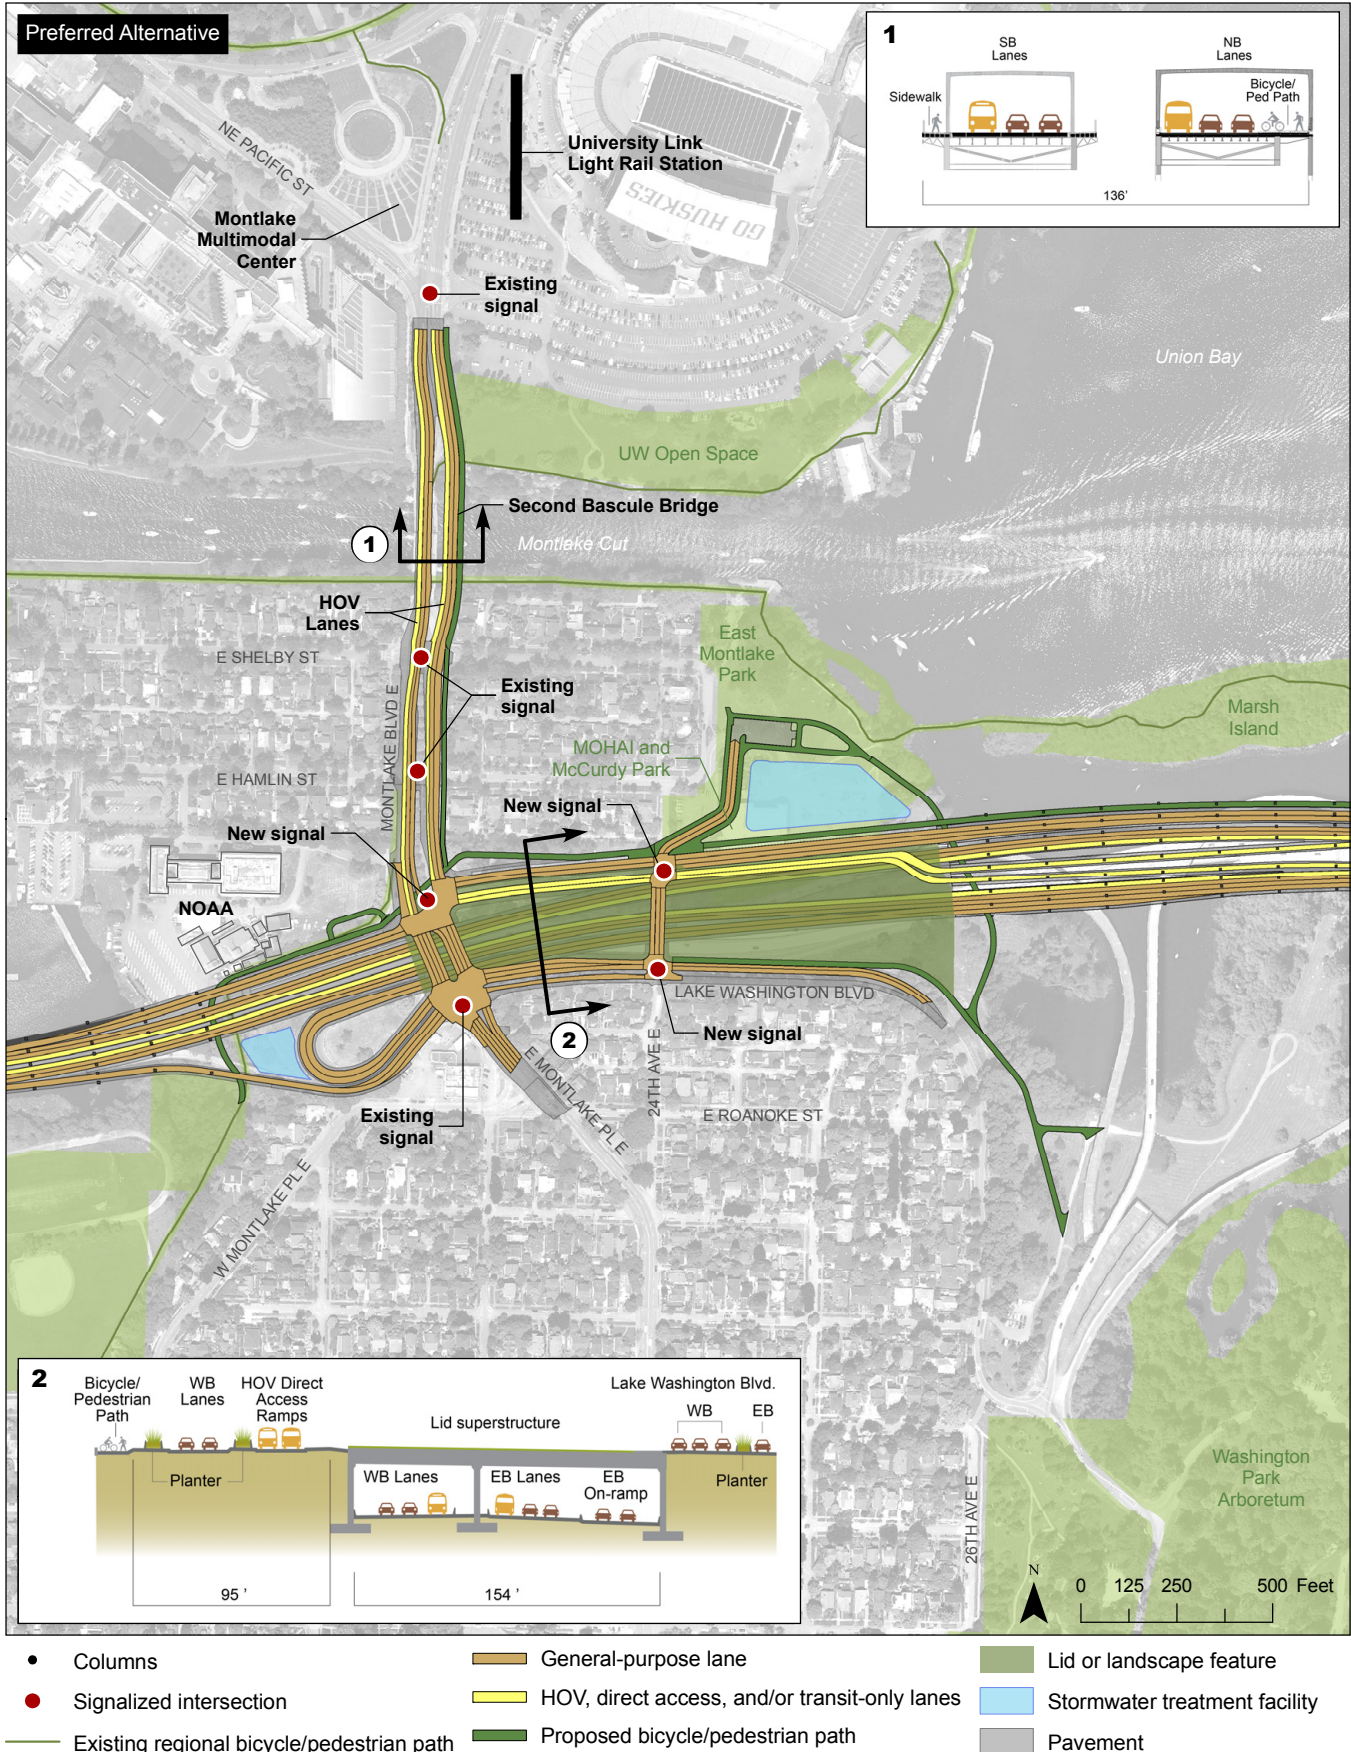 Preferred Alternative
1
SB
Lanes
NB
Lanes
Sidewalk
Bicycle/
Ped Path
136'
NE PACIFIC ST
University Link
Light Rail Station
GO HUSKIES
Montlake
Multimodal
Center
Existing
signal
Union Bay
UW Open Space
Second Bascule Bridge
1
Montlake Cut
HOV
Lanes
E SHELBY ST
East
Montlake
Park
Existing
signal
Marsh
Island
MONTLAKE BLVD E
MOHAI and
McCurdy Park
E HAMLIN ST
New signal
New signal
NOAA
LAKE WASHINGTON BLVD
2
New signal
24TH AVE E
E MONTLAKE PL E
Existing
signal
E ROANOKE ST
W MONTLAKE PL E
2
Bicycle/
Pedestrian
Path
WB
Lanes
HOV Direct
Access
Ramps
Lid superstructure
Lake Washington Blvd.
WB
EB
Planter
Planter
WB Lanes
EB Lanes
EB
On-ramp
95 '
154 '
Washington
Park
Arboretum
26TH AVE E
N
0 125 250 500 Feet
Columns
Signalized intersection
Existing regional bicycle/pedestrian path
General-purpose lane
HOV, direct access, and/or transit-only lanes
Proposed bicycle/pedestrian path
Lid or landscape feature
Stormwater treatment facility
Pavement